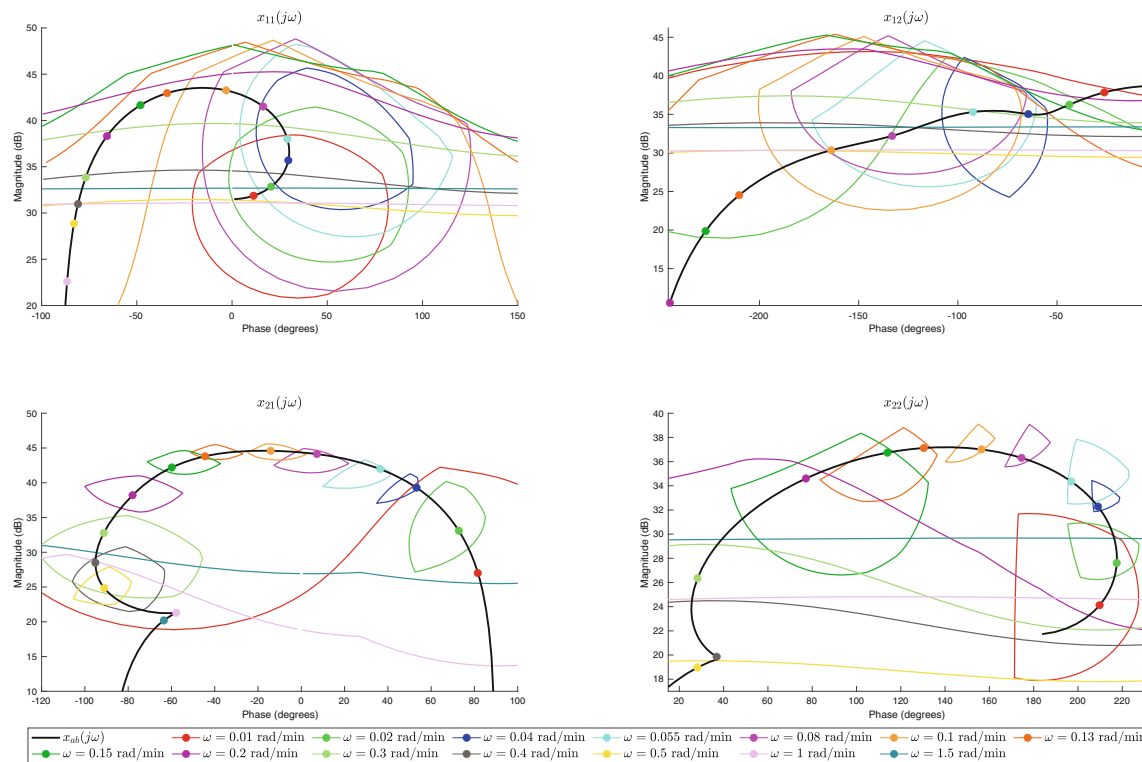 x₁₁(jω)
50
45
40
35
30
25
20
Magnitude (dB)
-100 -50 0 50 100 150
Phase (degrees)
x₁₂(jω)
45
40
35
30
25
20
15
Magnitude (dB)
-200 -150 -100 -50
Phase (degrees)
x₂₁(jω)
50
45
40
35
30
25
20
15
10
Magnitude (dB)
-120 -100 -80 -60 -40 -20 0 20 40 60 80 100
Phase (degrees)
x₂₂(jω)
40
38
36
34
32
30
28
26
24
22
20
18
Magnitude (dB)
20 40 60 80 100 120 140 160 180 200 220
Phase (degrees)
xₐᵦ(jω) ω = 0.01 rad/min ω = 0.02 rad/min ω = 0.04 rad/min ω = 0.055 rad/min ω = 0.08 rad/min ω = 0.1 rad/min ω = 0.13 rad/min
ω = 0.15 rad/min ω = 0.2 rad/min ω = 0.3 rad/min ω = 0.4 rad/min ω = 0.5 rad/min ω = 1 rad/min ω = 1.5 rad/min